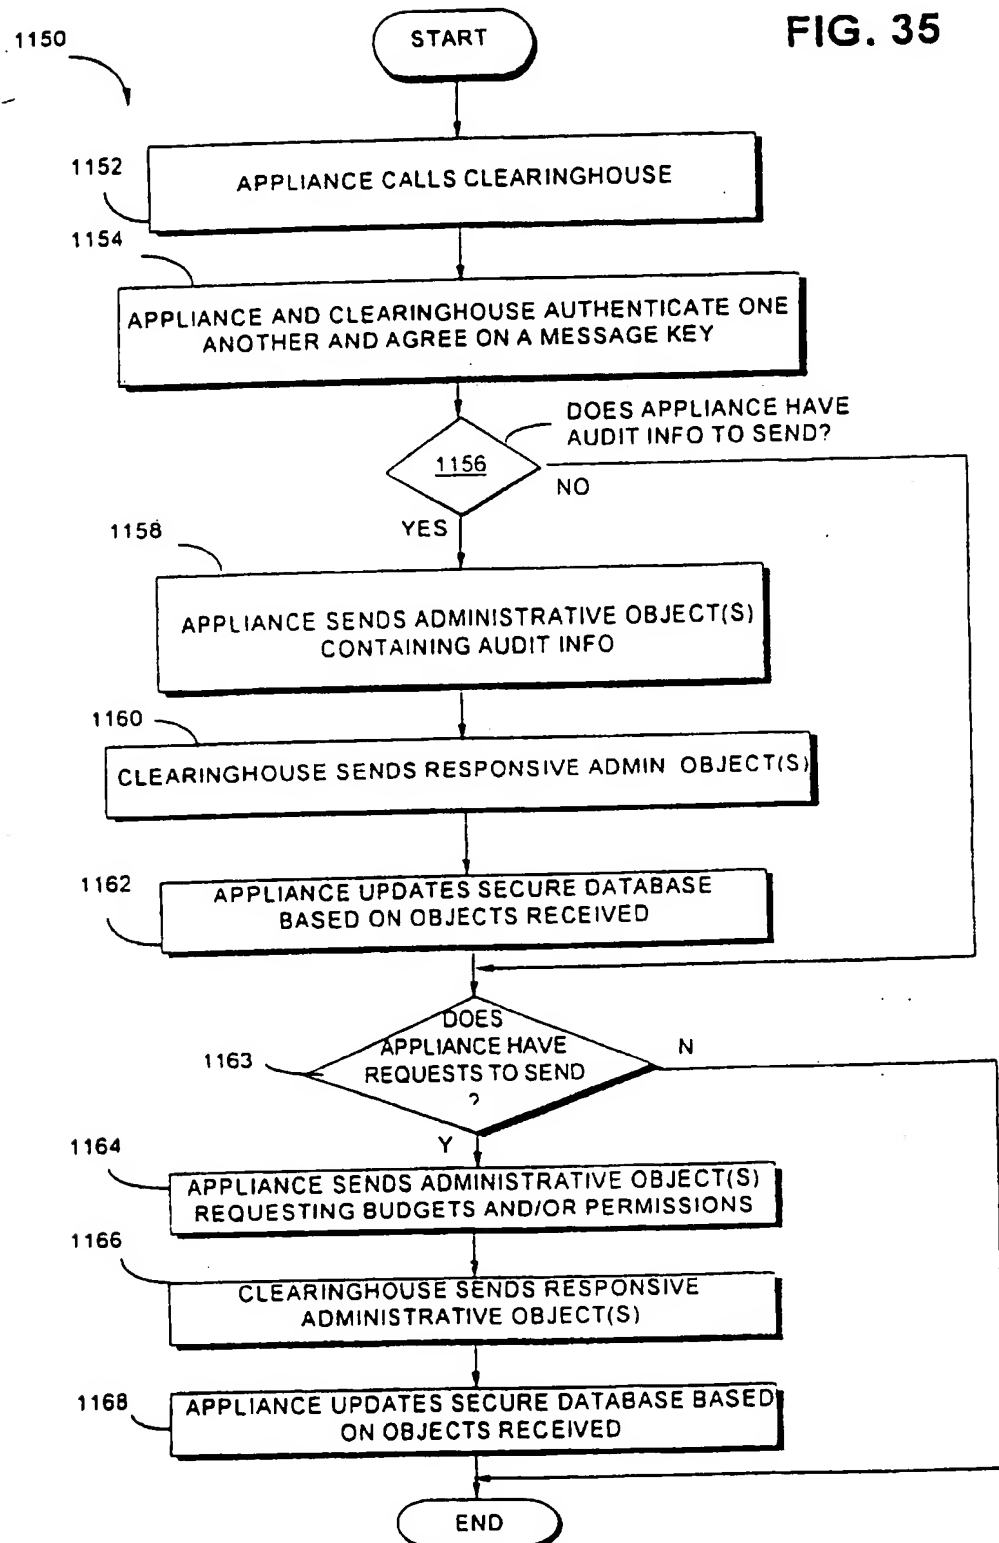 FIG. 35
1150
START
1152
APPLIANCE CALLS CLEARINGHOUSE
1154
APPLIANCE AND CLEARINGHOUSE AUTHENTICATE ONE
ANOTHER AND AGREE ON A MESSAGE KEY
DOES APPLIANCE HAVE
AUDIT INFO TO SEND?
1156
NO
YES
1158
APPLIANCE SENDS ADMINISTRATIVE OBJECT(S)
CONTAINING AUDIT INFO
1160
CLEARINGHOUSE SENDS RESPONSIVE ADMIN OBJECT(S)
1162
APPLIANCE UPDATES SECURE DATABASE
BASED ON OBJECTS RECEIVED
1163
DOES
APPLIANCE HAVE
REQUESTS TO SEND
?
N
Y
1164
APPLIANCE SENDS ADMINISTRATIVE OBJECT(S)
REQUESTING BUDGETS AND/OR PERMISSIONS
1166
CLEARINGHOUSE SENDS RESPONSIVE
ADMINISTRATIVE OBJECT(S)
1168
APPLIANCE UPDATES SECURE DATABASE BASED
ON OBJECTS RECEIVED
END